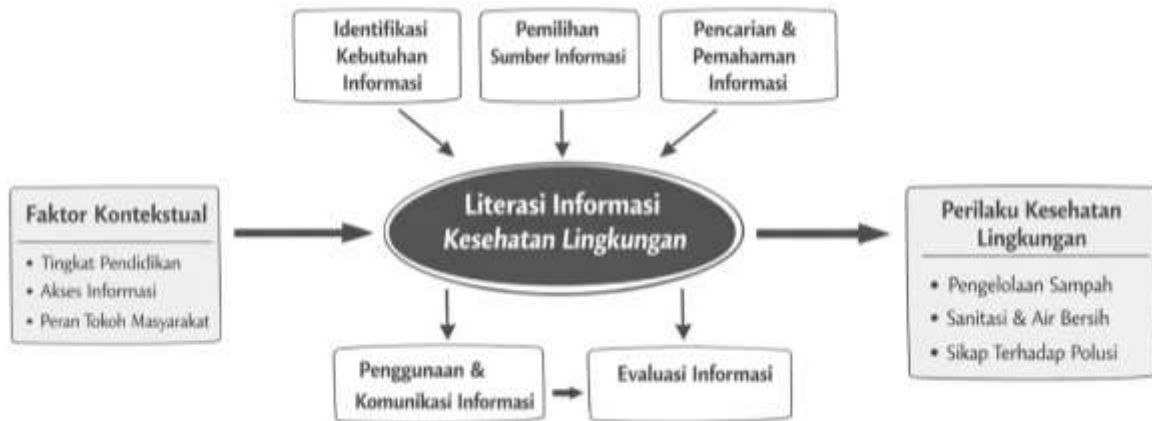 Identifikasi
Kebutuhan
Informasi
Pemilihan
Sumber Informasi
Pencarian &
Pemahaman
Informasi
Faktor Kontekstual
• Tingkat Pendidikan
• Akses Informasi
• Peran Tokoh Masyarakat
Literasi Informasi
Kesehatan Lingkungan
Perilaku Kesehatan
Lingkungan
• Pengelolaan Sampah
• Sanitasi & Air Bersih
• Sikap Terhadap Polusi
Penggunaan &
Komunikasi Informasi
Evaluasi Informasi